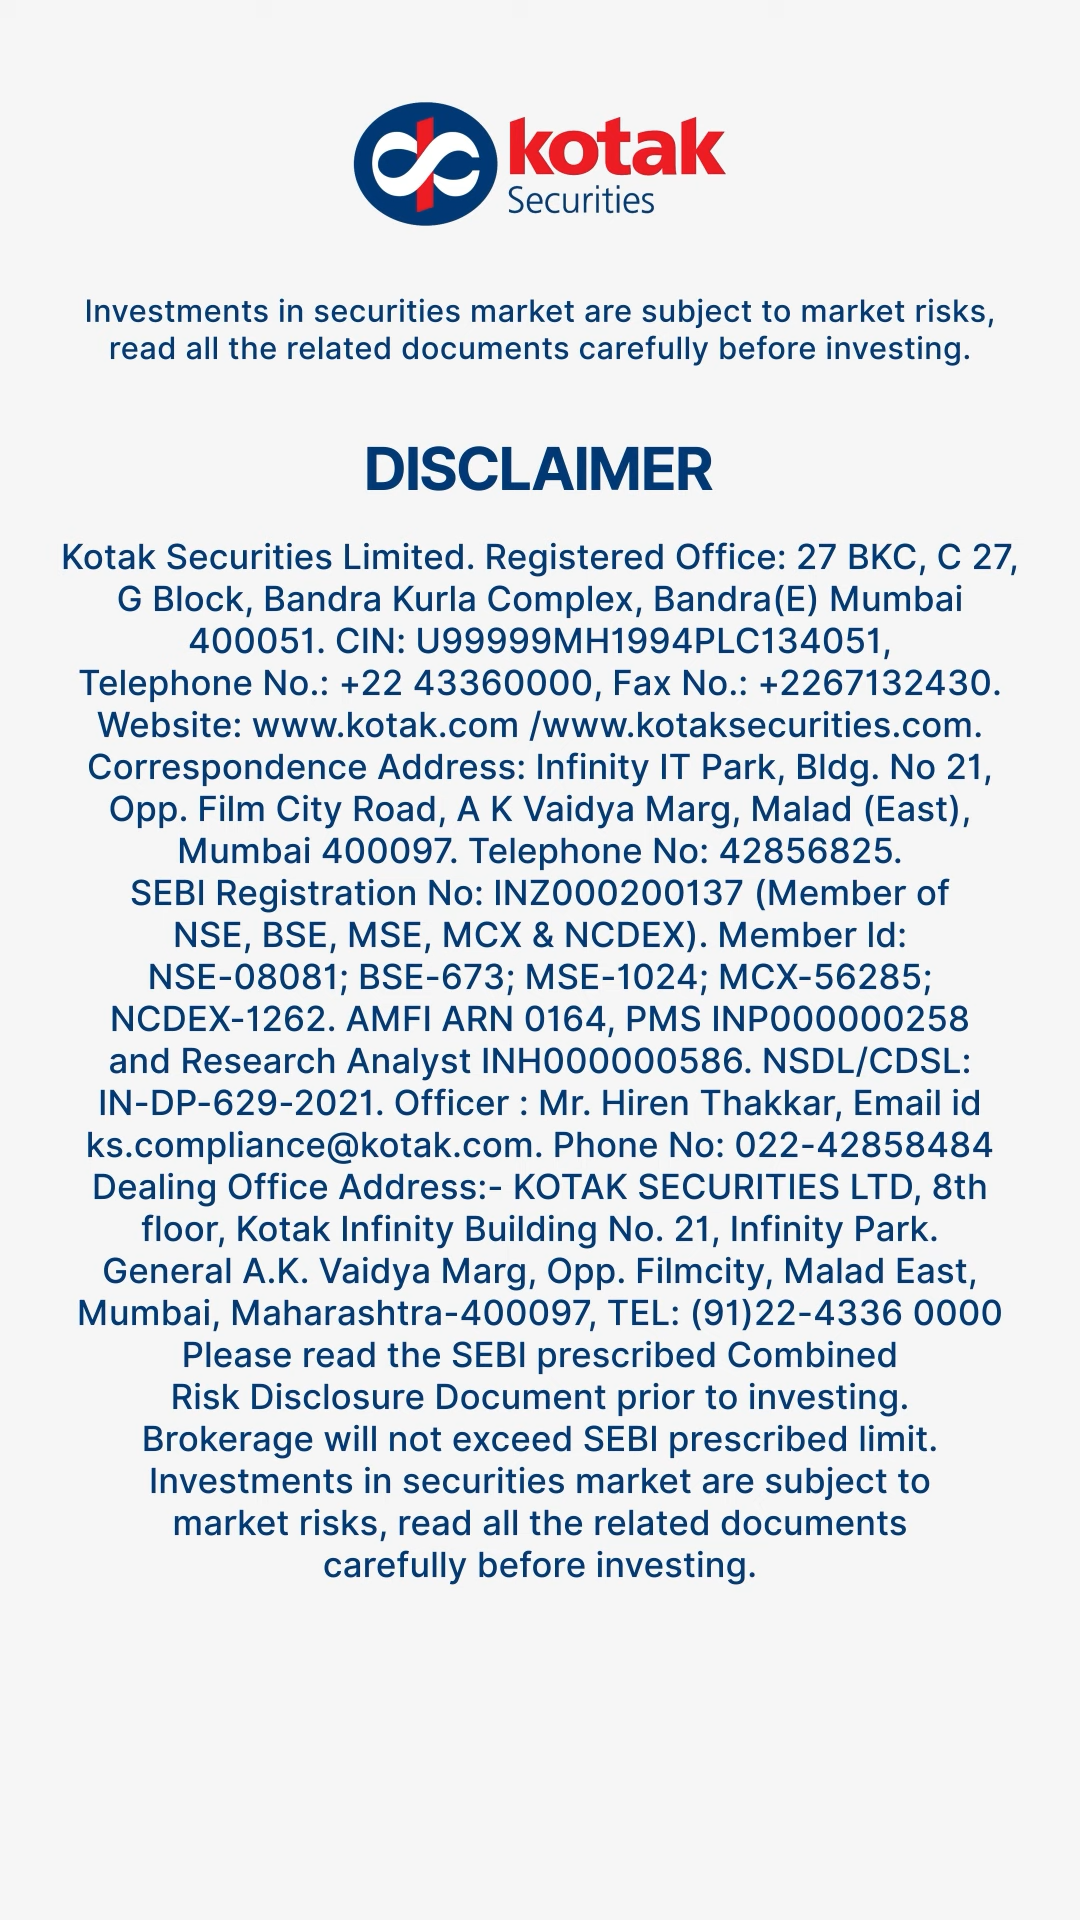 kotak
Securities
Investments in securities market are subject to market risks,
read all the related documents carefully before investing.
DISCLAIMER
Kotak Securities Limited. Registered Office: 27 BKC, C 27,
G Block, Bandra Kurla Complex, Bandra(E) Mumbai
400051. CIN: U99999MH1994PLC134051,
Telephone No.: +22 43360000, Fax No.: +2267132430.
Website: www.kotak.com /www.kotaksecurities.com.
Correspondence Address: Infinity IT Park, Bldg. No 21,
Opp. Film City Road, A K Vaidya Marg, Malad (East),
Mumbai 400097. Telephone No: 42856825.
SEBI Registration No: INZ000200137 (Member of
NSE, BSE, MSE, MCX & NCDEX). Member Id:
NSE-08081; BSE-673; MSE-1024; MCX-56285;
NCDEX-1262. AMFI ARN 0164, PMS INP000000258
and Research Analyst INH000000586. NSDL/CDSL:
IN-DP-629-2021. Officer : Mr. Hiren Thakkar, Email id
ks.compliance@kotak.com. Phone No: 022-42858484
Dealing Office Address:- KOTAK SECURITIES LTD, 8th
floor, Kotak Infinity Building No. 21, Infinity Park.
General A.K. Vaidya Marg, Opp. Filmcity, Malad East,
Mumbai, Maharashtra-400097, TEL: (91)22-4336 0000
Please read the SEBI prescribed Combined
Risk Disclosure Document prior to investing.
Brokerage will not exceed SEBI prescribed limit.
Investments in securities market are subject to
market risks, read all the related documents
carefully before investing.